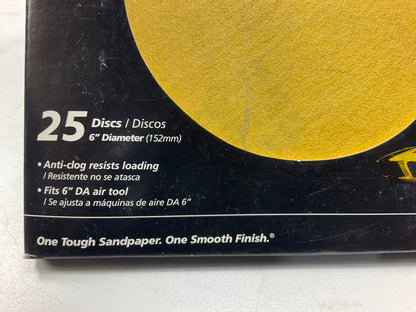 25 Discs / Discos
6" Diameter (152mm)
• Anti-clog resists loading
/ Resistente no se atasca
• Fits 6" DA air tool
/ Se ajusta a máquinas de aire DA 6"
One Tough Sandpaper. One Smooth Finish.®